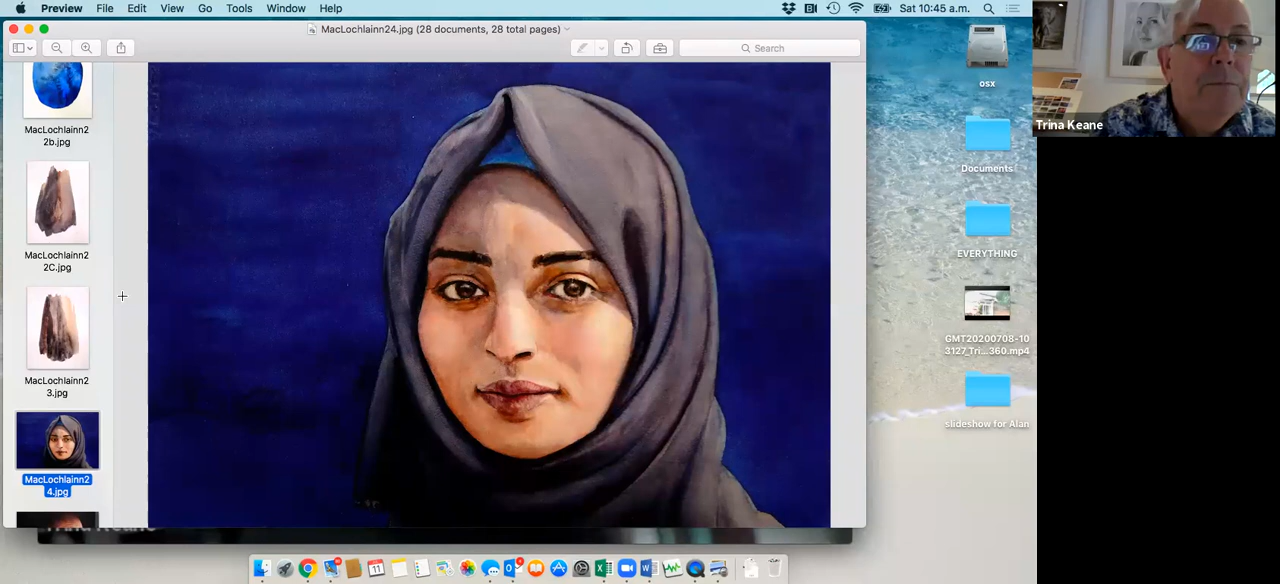 Preview File Edit View Go Tools Window Help
Sat 10:45 a.m.
MacLochlainn24.jpg (28 documents, 28 total pages)
Search
MacLochlainn2
2b.jpg
MacLochlainn2
2C.jpg
MacLochlainn2
3.jpg
MacLochlainn2
4.jpg
osx
Documents
EVERYTHING
GMT20200708-10
3127_Tri...360.mp4
slideshow for Alan
Trina Keane
11